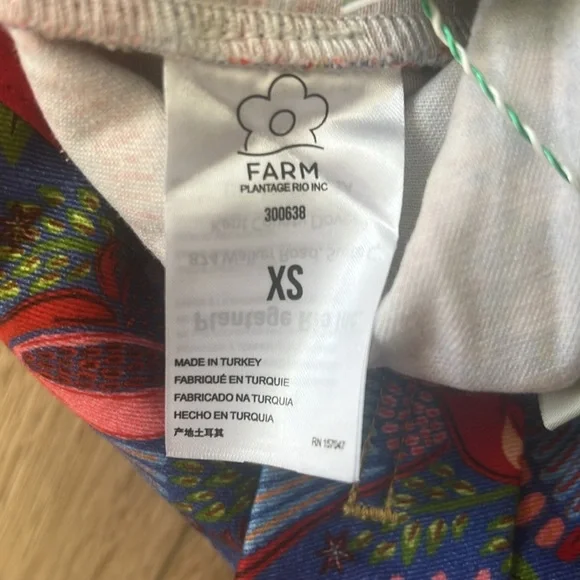 FARM
PLANTAGE RIO INC
300638
XS
MADE IN TURKEY
FABRIQUÉ EN TURQUIE
FABRICADO NA TURQUIA
HECHO EN TURQUIA
产地土耳其
RN 157047